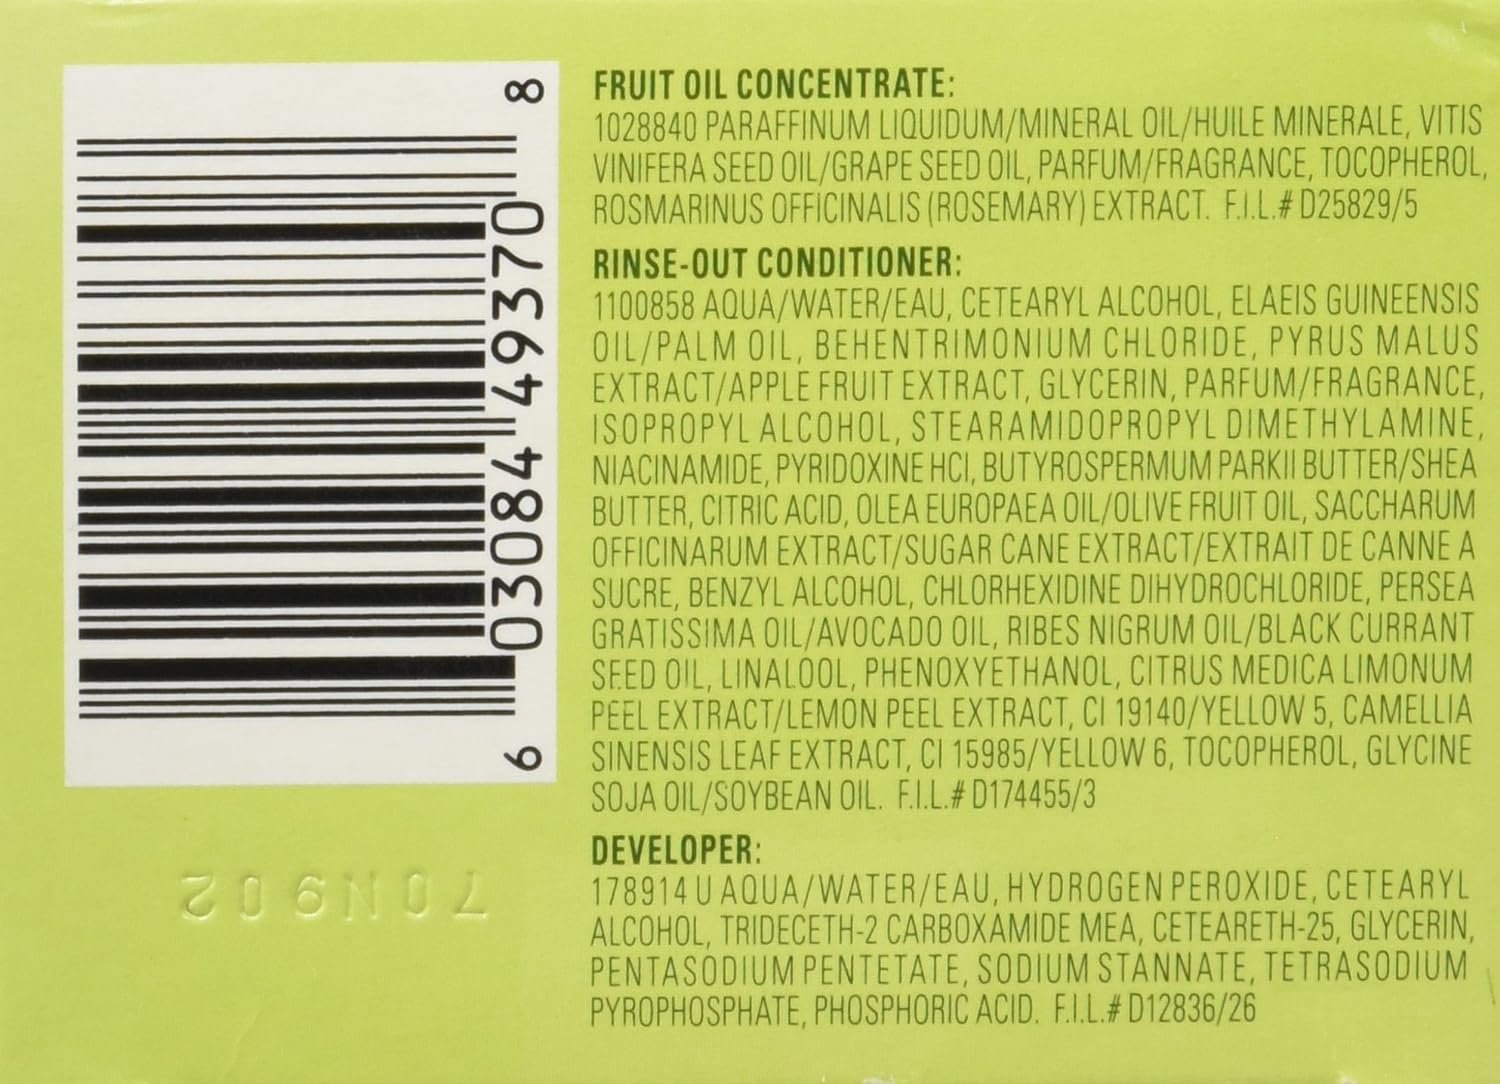 6 03084 49370 8
70N902
FRUIT OIL CONCENTRATE:
1028840 PARAFFINUM LIQUIDUM/MINERAL OIL/HUILE MINERALE, VITIS
VINIFERA SEED OIL/GRAPE SEED OIL, PARFUM/FRAGRANCE, TOCOPHEROL,
ROSMARINUS OFFICINALIS (ROSEMARY) EXTRACT. F.I.L.# D25829/5
RINSE-OUT CONDITIONER:
1100858 AQUA/WATER/EAU, CETEARYL ALCOHOL, ELAEIS GUINEENSIS
OIL/PALM OIL, BEHENTRIMONIUM CHLORIDE, PYRUS MALUS
EXTRACT/APPLE FRUIT EXTRACT, GLYCERIN, PARFUM/FRAGRANCE,
ISOPROPYL ALCOHOL, STEARAMIDOPROPYL DIMETHYLAMINE,
NIACINAMIDE, PYRIDOXINE HCI, BUTYROSPERMUM PARKII BUTTER/SHEA
BUTTER, CITRIC ACID, OLEA EUROPAEA OIL/OLIVE FRUIT OIL, SACCHARUM
OFFICINARUM EXTRACT/SUGAR CANE EXTRACT/EXTRAIT DE CANNE A
SUCRE, BENZYL ALCOHOL, CHLORHEXIDINE DIHYDROCHLORIDE, PERSEA
GRATISSIMA OIL/AVOCADO OIL, RIBES NIGRUM OIL/BLACK CURRANT
SEED OIL, LINALOOL, PHENOXYETHANOL, CITRUS MEDICA LIMONUM
PEEL EXTRACT/LEMON PEEL EXTRACT, CI 19140/YELLOW 5, CAMELLIA
SINENSIS LEAF EXTRACT, CI 15985/YELLOW 6, TOCOPHEROL, GLYCINE
SOJA OIL/SOYBEAN OIL. F.I.L.# D174455/3
DEVELOPER:
178914 U AQUA/WATER/EAU, HYDROGEN PEROXIDE, CETEARYL
ALCOHOL, TRIDECETH-2 CARBOXAMIDE MEA, CETEARETH-25, GLYCERIN,
PENTASODIUM PENTETATE, SODIUM STANNATE, TETRASODIUM
PYROPHOSPHATE, PHOSPHORIC ACID. F.I.L.# D12836/26